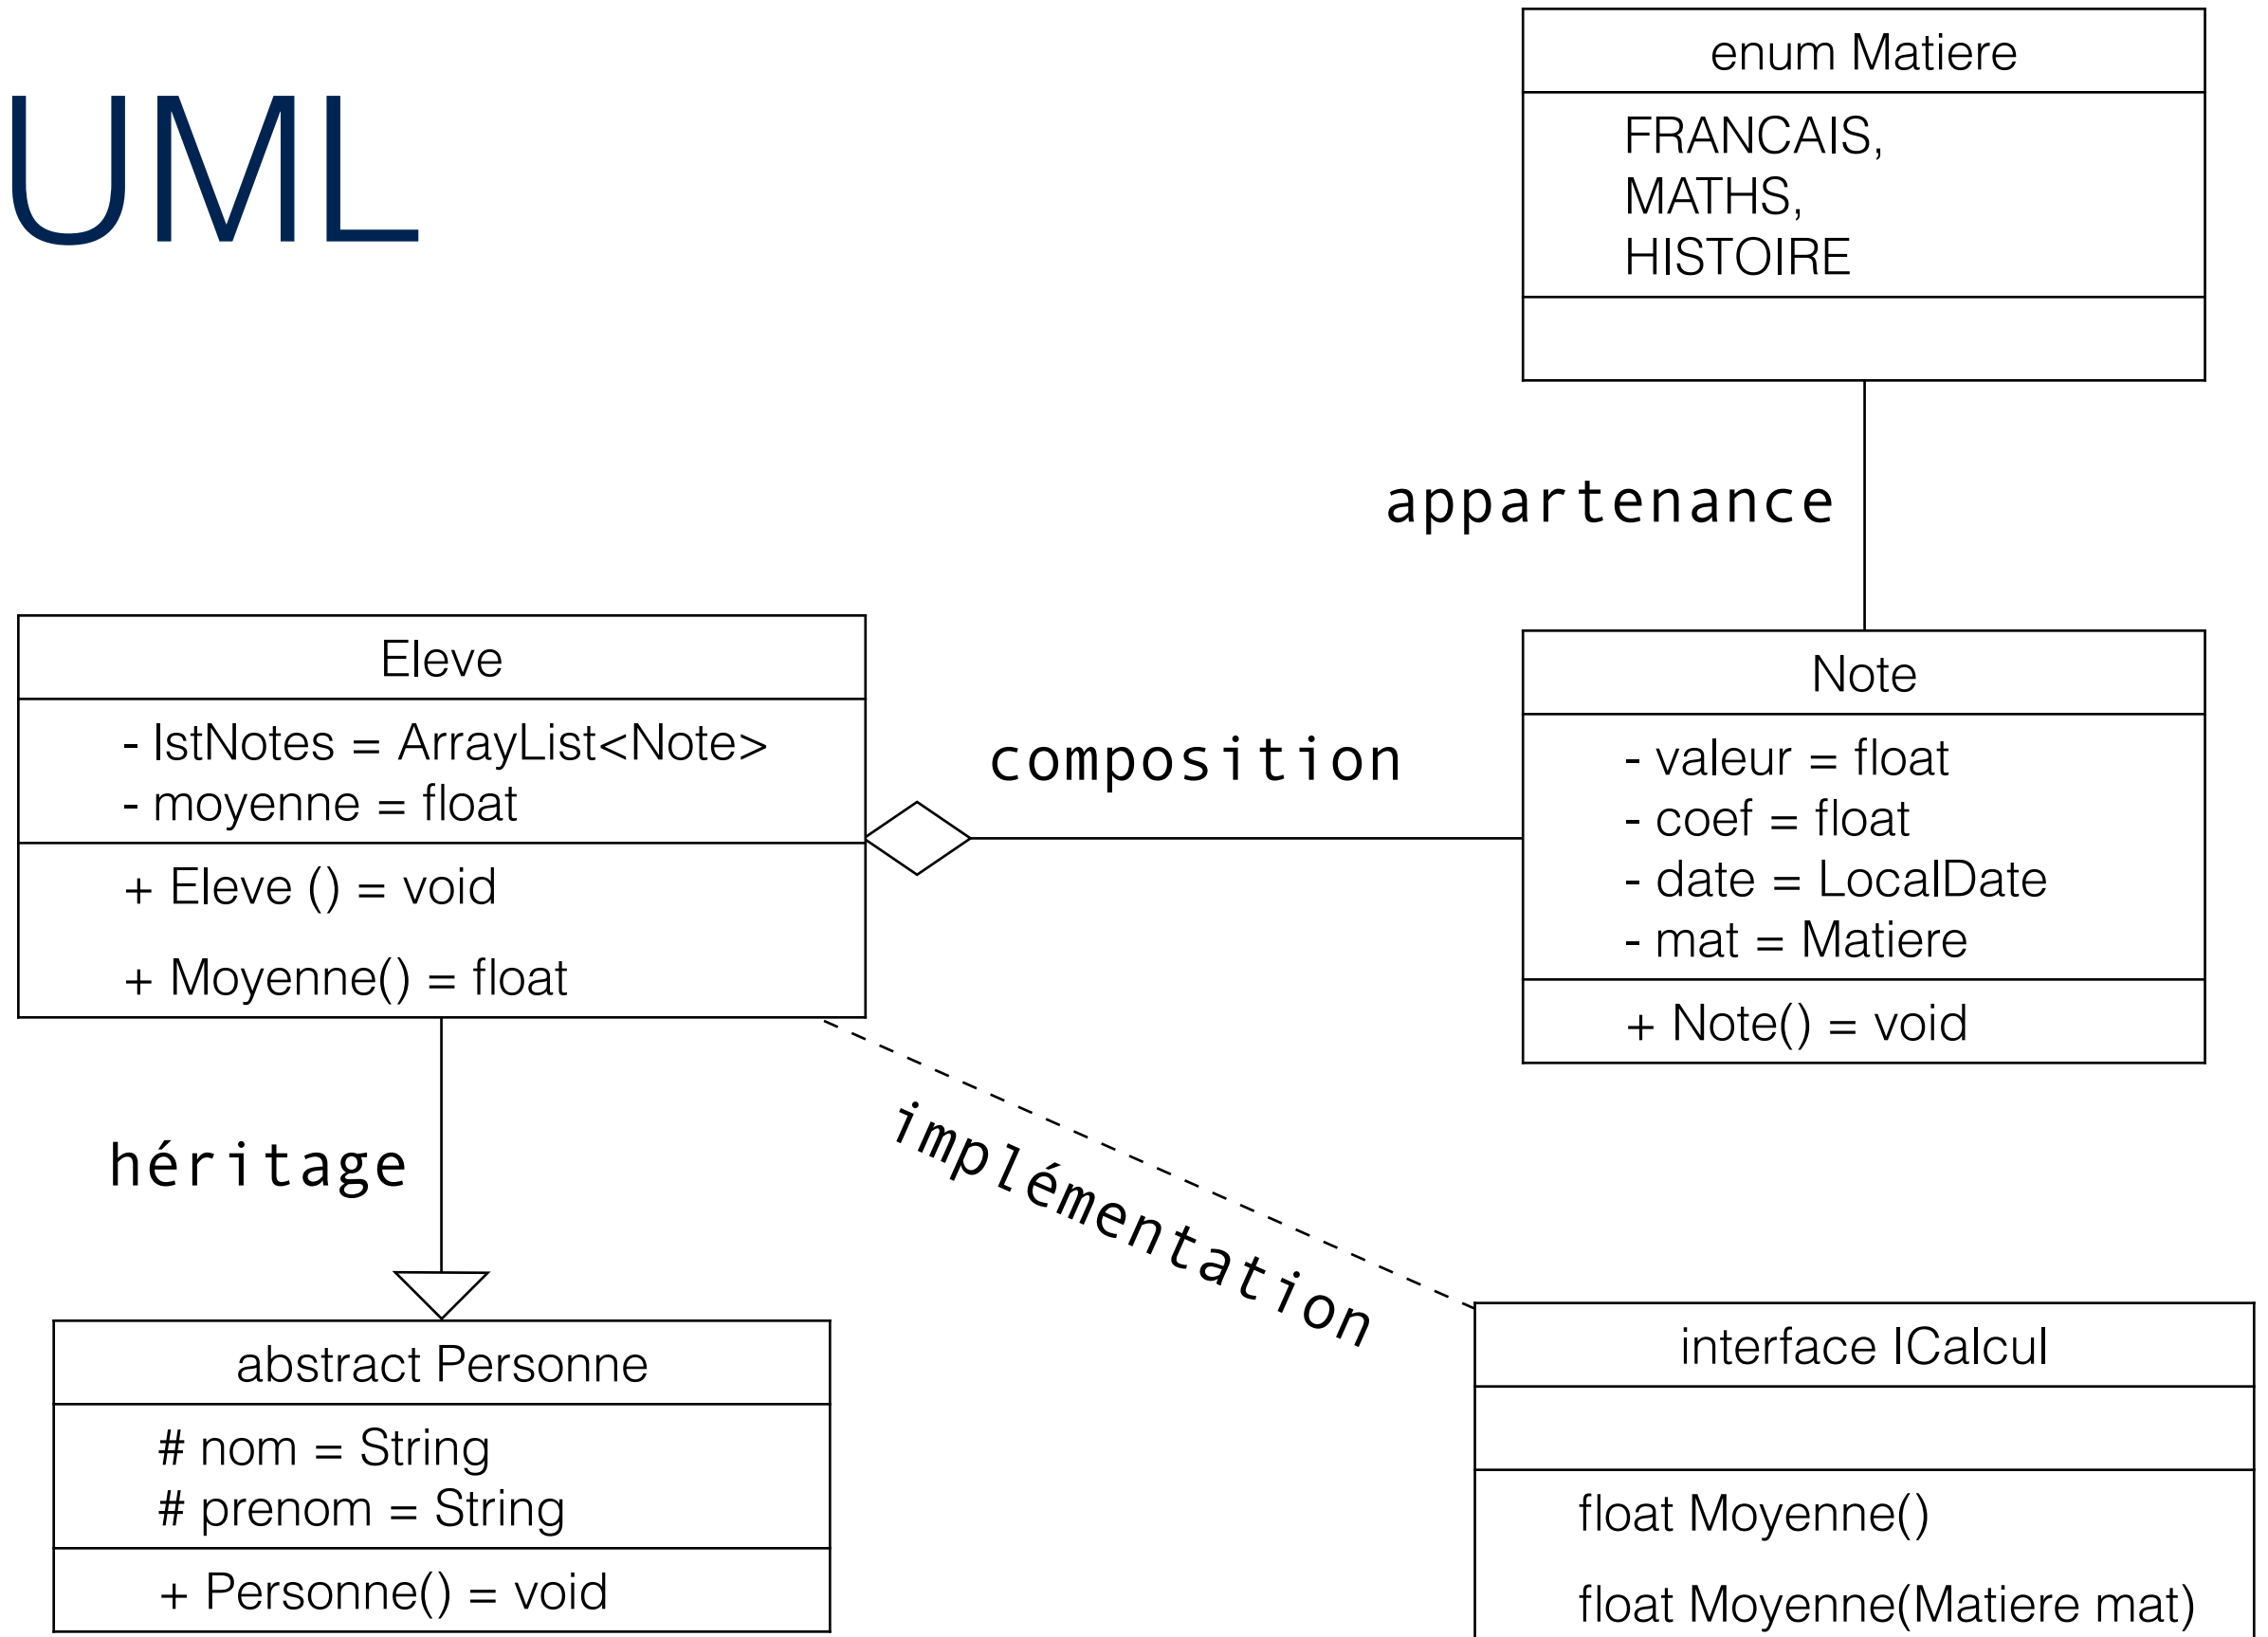 UML
enum Matiere
FRANCAIS,
MATHS,
HISTOIRE
appartenance
Eleve
- lstNotes = ArrayList<Note>
- moyenne = float
+ Eleve () = void
+ Moyenne() = float
composition
Note
- valeur = float
- coef = float
- date = LocalDate
- mat = Matiere
+ Note() = void
héritage
implémentation
abstract Personne
# nom = String
# prenom = String
+ Personne() = void
interface ICalcul
float Moyenne()
float Moyenne(Matiere mat)